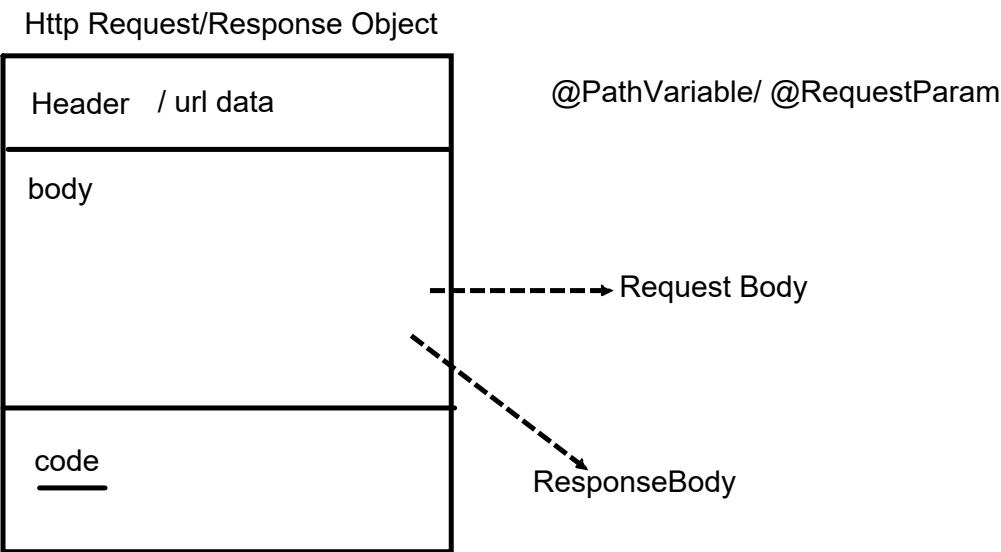 Http Request/Response Object
Header / url data
@PathVariable/ @RequestParam
body
Request Body
code
ResponseBody